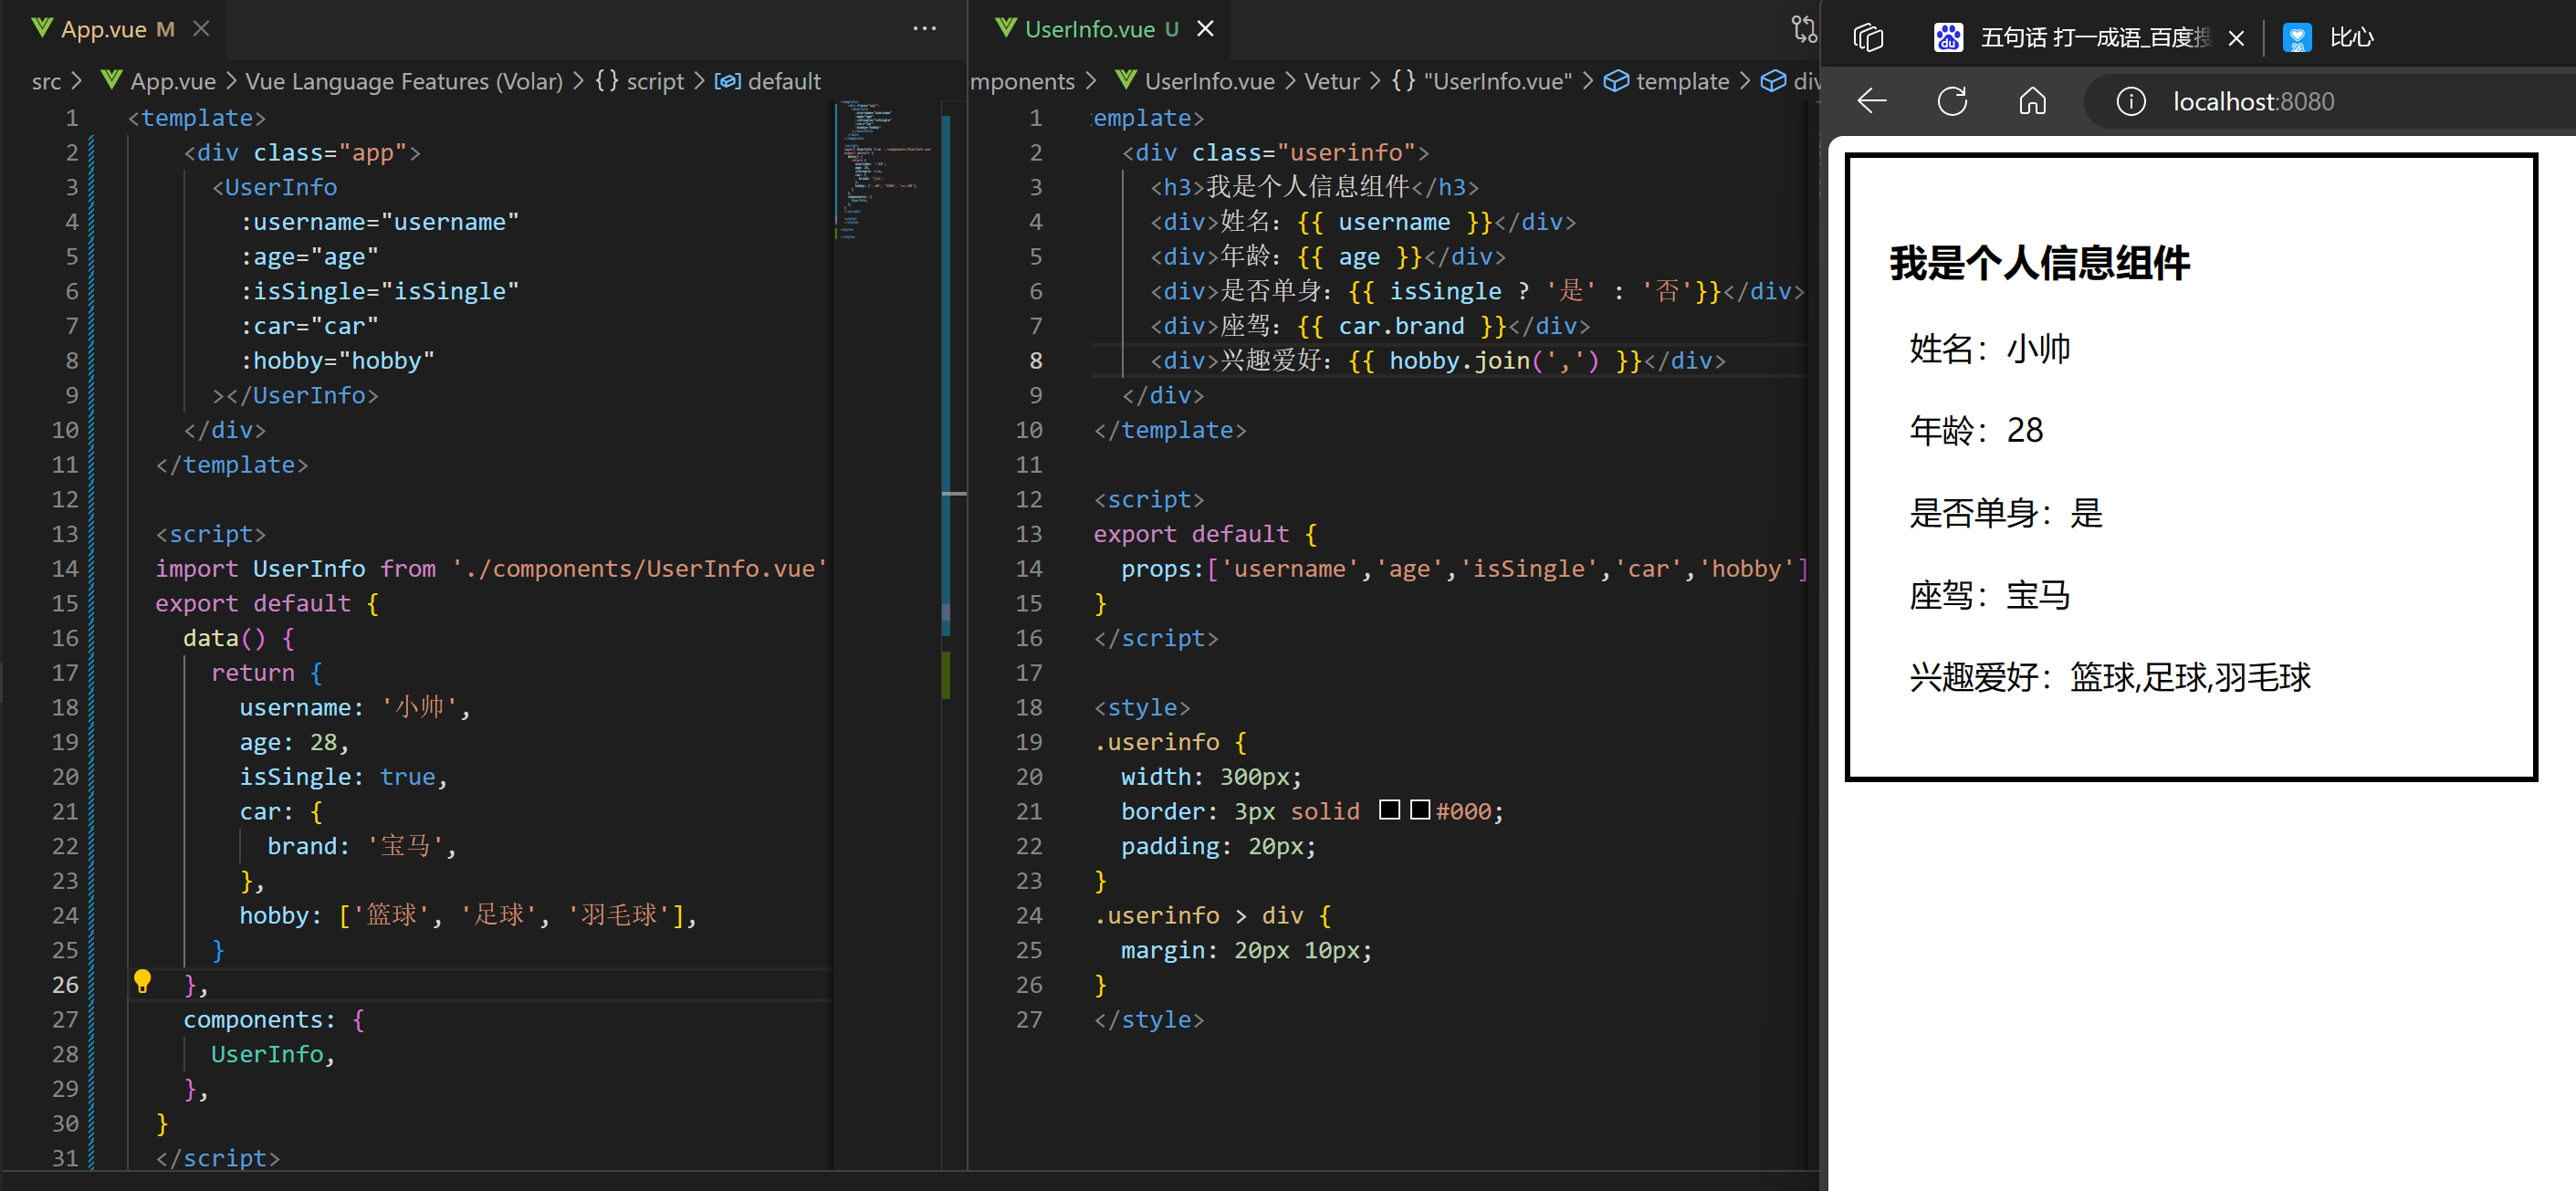 App.vue M
src > App.vue > Vue Language Features (Volar) > {} script > default
1 <template>
2 <div class="app">
3 <UserInfo
4 :username="username"
5 :age="age"
6 :isSingle="isSingle"
7 :car="car"
8 :hobby="hobby"
9 ></UserInfo>
10 </div>
11 </template>
12
13 <script>
14 import UserInfo from './components/UserInfo.vue'
15 export default {
16 data() {
17 return {
18 username: '小帅',
19 age: 28,
20 isSingle: true,
21 car: {
22 brand: '宝马',
23 },
24 hobby: ['篮球', '足球', '羽毛球'],
25 }
26 },
27 components: {
28 UserInfo,
29 },
30 }
31 </script>
UserInfo.vue U
mponents > UserInfo.vue > Vetur > {} "UserInfo.vue" > template > div
1 emplate>
2 <div class="userinfo">
3 <h3>我是个人信息组件</h3>
4 <div>姓名：{{ username }}</div>
5 <div>年龄：{{ age }}</div>
6 <div>是否单身：{{ isSingle ? '是' : '否'}}</div>
7 <div>座驾：{{ car.brand }}</div>
8 <div>兴趣爱好：{{ hobby.join(',') }}</div>
9 </div>
10 </template>
11
12 <script>
13 export default {
14 props:['username','age','isSingle','car','hobby']
15 }
16 </script>
17
18 <style>
19 .userinfo {
20 width: 300px;
21 border: 3px solid #000;
22 padding: 20px;
23 }
24 .userinfo > div {
25 margin: 20px 10px;
26 }
27 </style>
五句话 打一成语_百度搜
比心
localhost:8080
我是个人信息组件
姓名：小帅
年龄：28
是否单身：是
座驾：宝马
兴趣爱好：篮球,足球,羽毛球